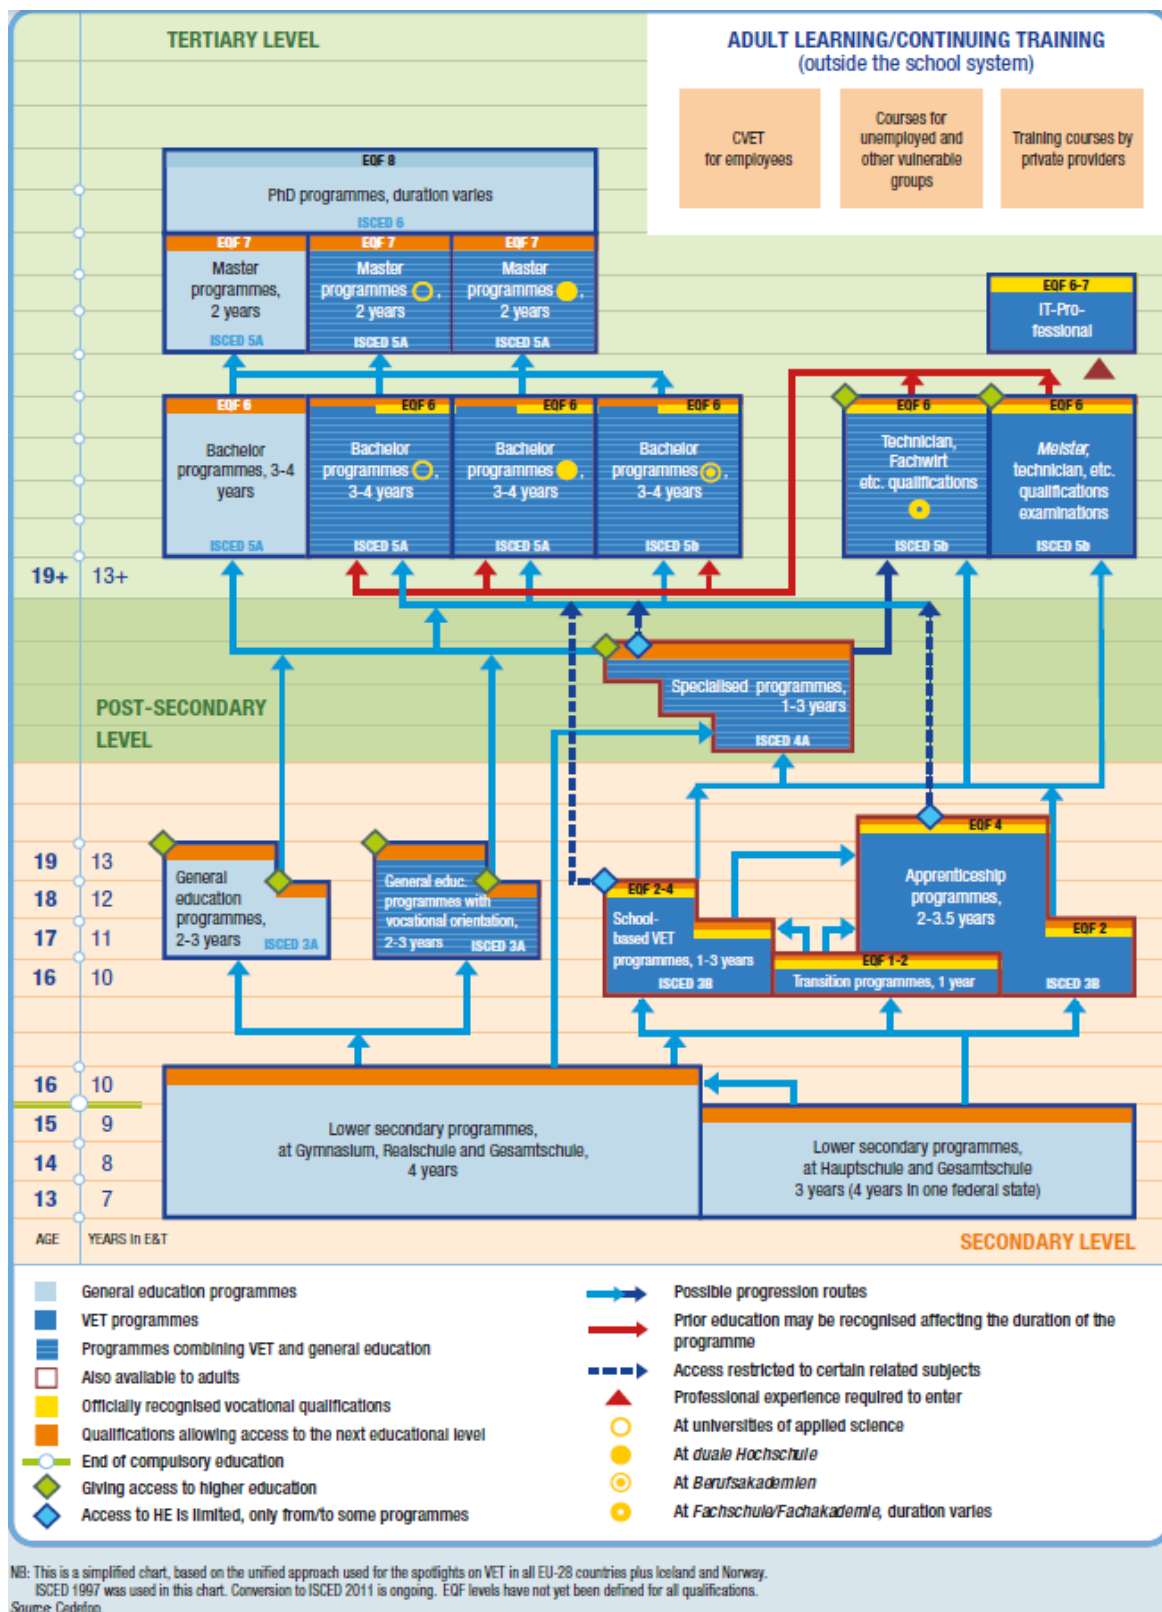 TERTIARY LEVEL
ADULT LEARNING/CONTINUING TRAINING
(outside the school system)
CVET
for employees
Courses for
unemployed and
other vulnerable
groups
Training courses by
private providers
EQF 8
PhD programmes, duration varies
ISCED 6
EQF 7
Master
programmes,
2 years
ISCED 5A
EQF 7
Master
programmes ,
2 years
ISCED 5A
EQF 7
Master
programmes ,
2 years
ISCED 5A
EQF 6-7
IT-Pro-
fessional
EQF 6
Bachelor
programmes, 3-4
years
ISCED 5A
EQF 6
Bachelor
programmes ,
3-4 years
ISCED 5A
EQF 6
Bachelor
programmes ,
3-4 years
ISCED 5A
EQF 6
Bachelor
programmes ,
3-4 years
ISCED 5b
EQF 6
Technician,
Fachwirt
etc. qualifications
ISCED 5b
EQF 6
Meister,
technician, etc.
qualifications
examinations
ISCED 5b
19+ 13+
POST-SECONDARY
LEVEL
Specialised programmes,
1-3 years
ISCED 4A
19 13
18 12
17 11
16 10
General
education
programmes,
2-3 years
ISCED 3A
General educ.
programmes with
vocational orientation,
2-3 years
ISCED 3A
EQF 2-4
School-
based VET
programmes, 1-3 years
ISCED 3B
EQF 1-2
Transition programmes, 1 year
EQF 4
Apprenticeship
programmes,
2-3.5 years
EQF 2
ISCED 3B
16 10
15 9
14 8
13 7
Lower secondary programmes,
at Gymnasium, Realschule and Gesamtschule,
4 years
Lower secondary programmes,
at Hauptschule and Gesamtschule
3 years (4 years in one federal state)
AGE YEARS in E&T
SECONDARY LEVEL
General education programmes
VET programmes
Programmes combining VET and general education
Also available to adults
Officially recognised vocational qualifications
Qualifications allowing access to the next educational level
End of compulsory education
Giving access to higher education
Access to HE is limited, only from/to some programmes
Possible progression routes
Prior education may be recognised affecting the duration of the
programme
Access restricted to certain related subjects
Professional experience required to enter
At universities of applied science
At duale Hochschule
At Berufsakademien
At Fachschule/Fachakademie, duration varies
NB: This is a simplified chart, based on the unified approach used for the spotlights on VET in all EU-28 countries plus Iceland and Norway.
ISCED 1997 was used in this chart. Conversion to ISCED 2011 is ongoing. EQF levels have not yet been defined for all qualifications.
Source: Cedefop.